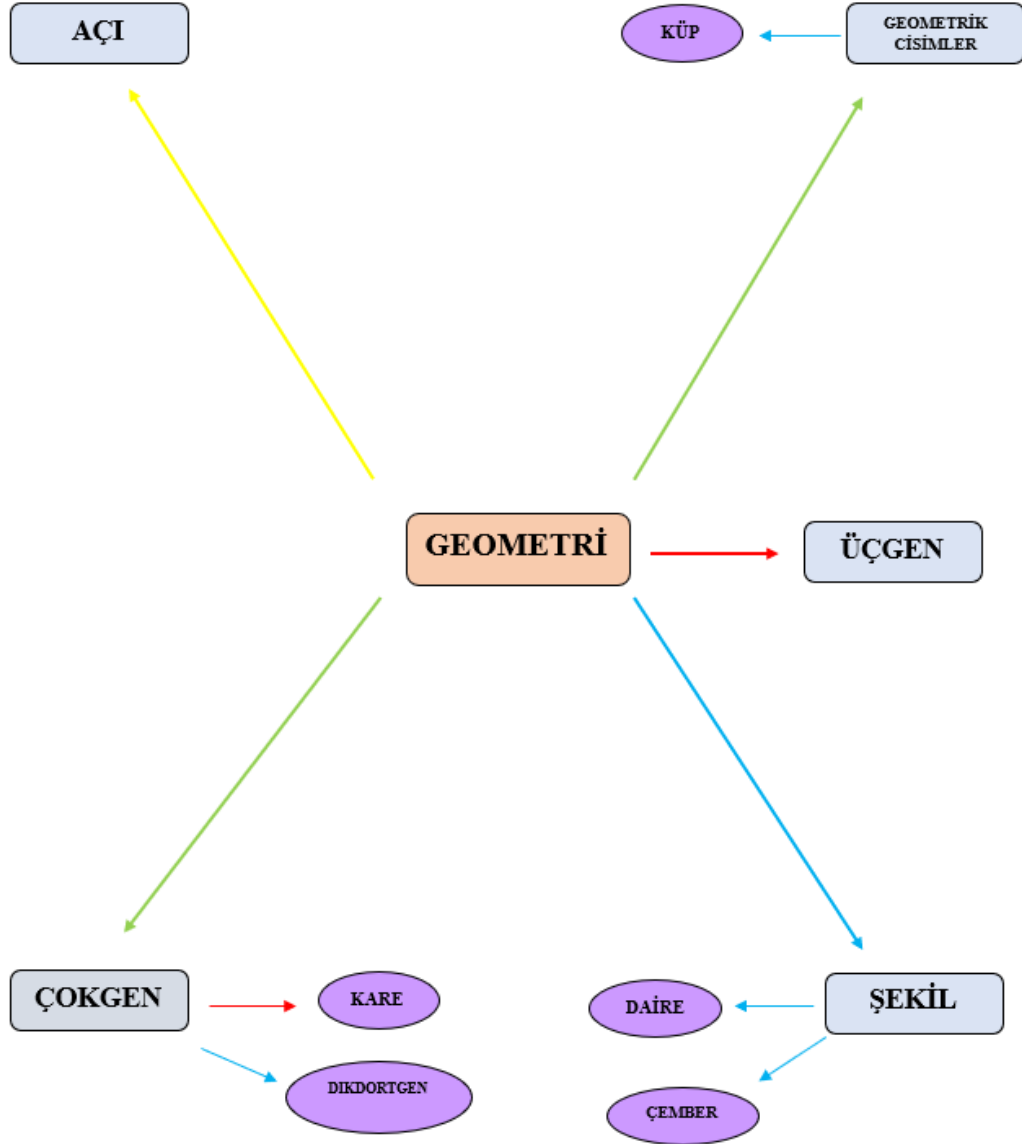 AÇI
KÜP
GEOMETRİK
CİSİMLER
GEOMETRİ
ÜÇGEN
ÇOKGEN
KARE
DIKDORTGEN
DAİRE
ŞEKİL
ÇEMBER